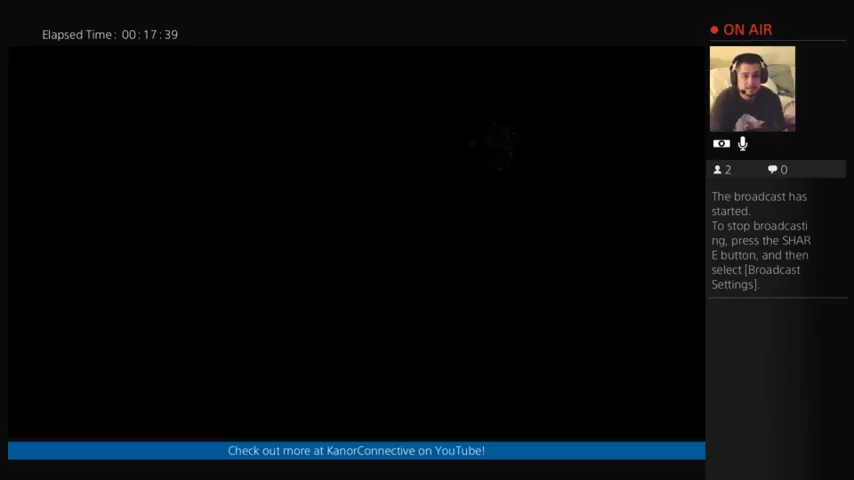 Elapsed Time: 00:17:39
ON AIR
2 0
The broadcast has
started.
To stop broadcasti
ng, press the SHAR
E button, and then
select [Broadcast
Settings].
Check out more at KanorConnective on YouTube!